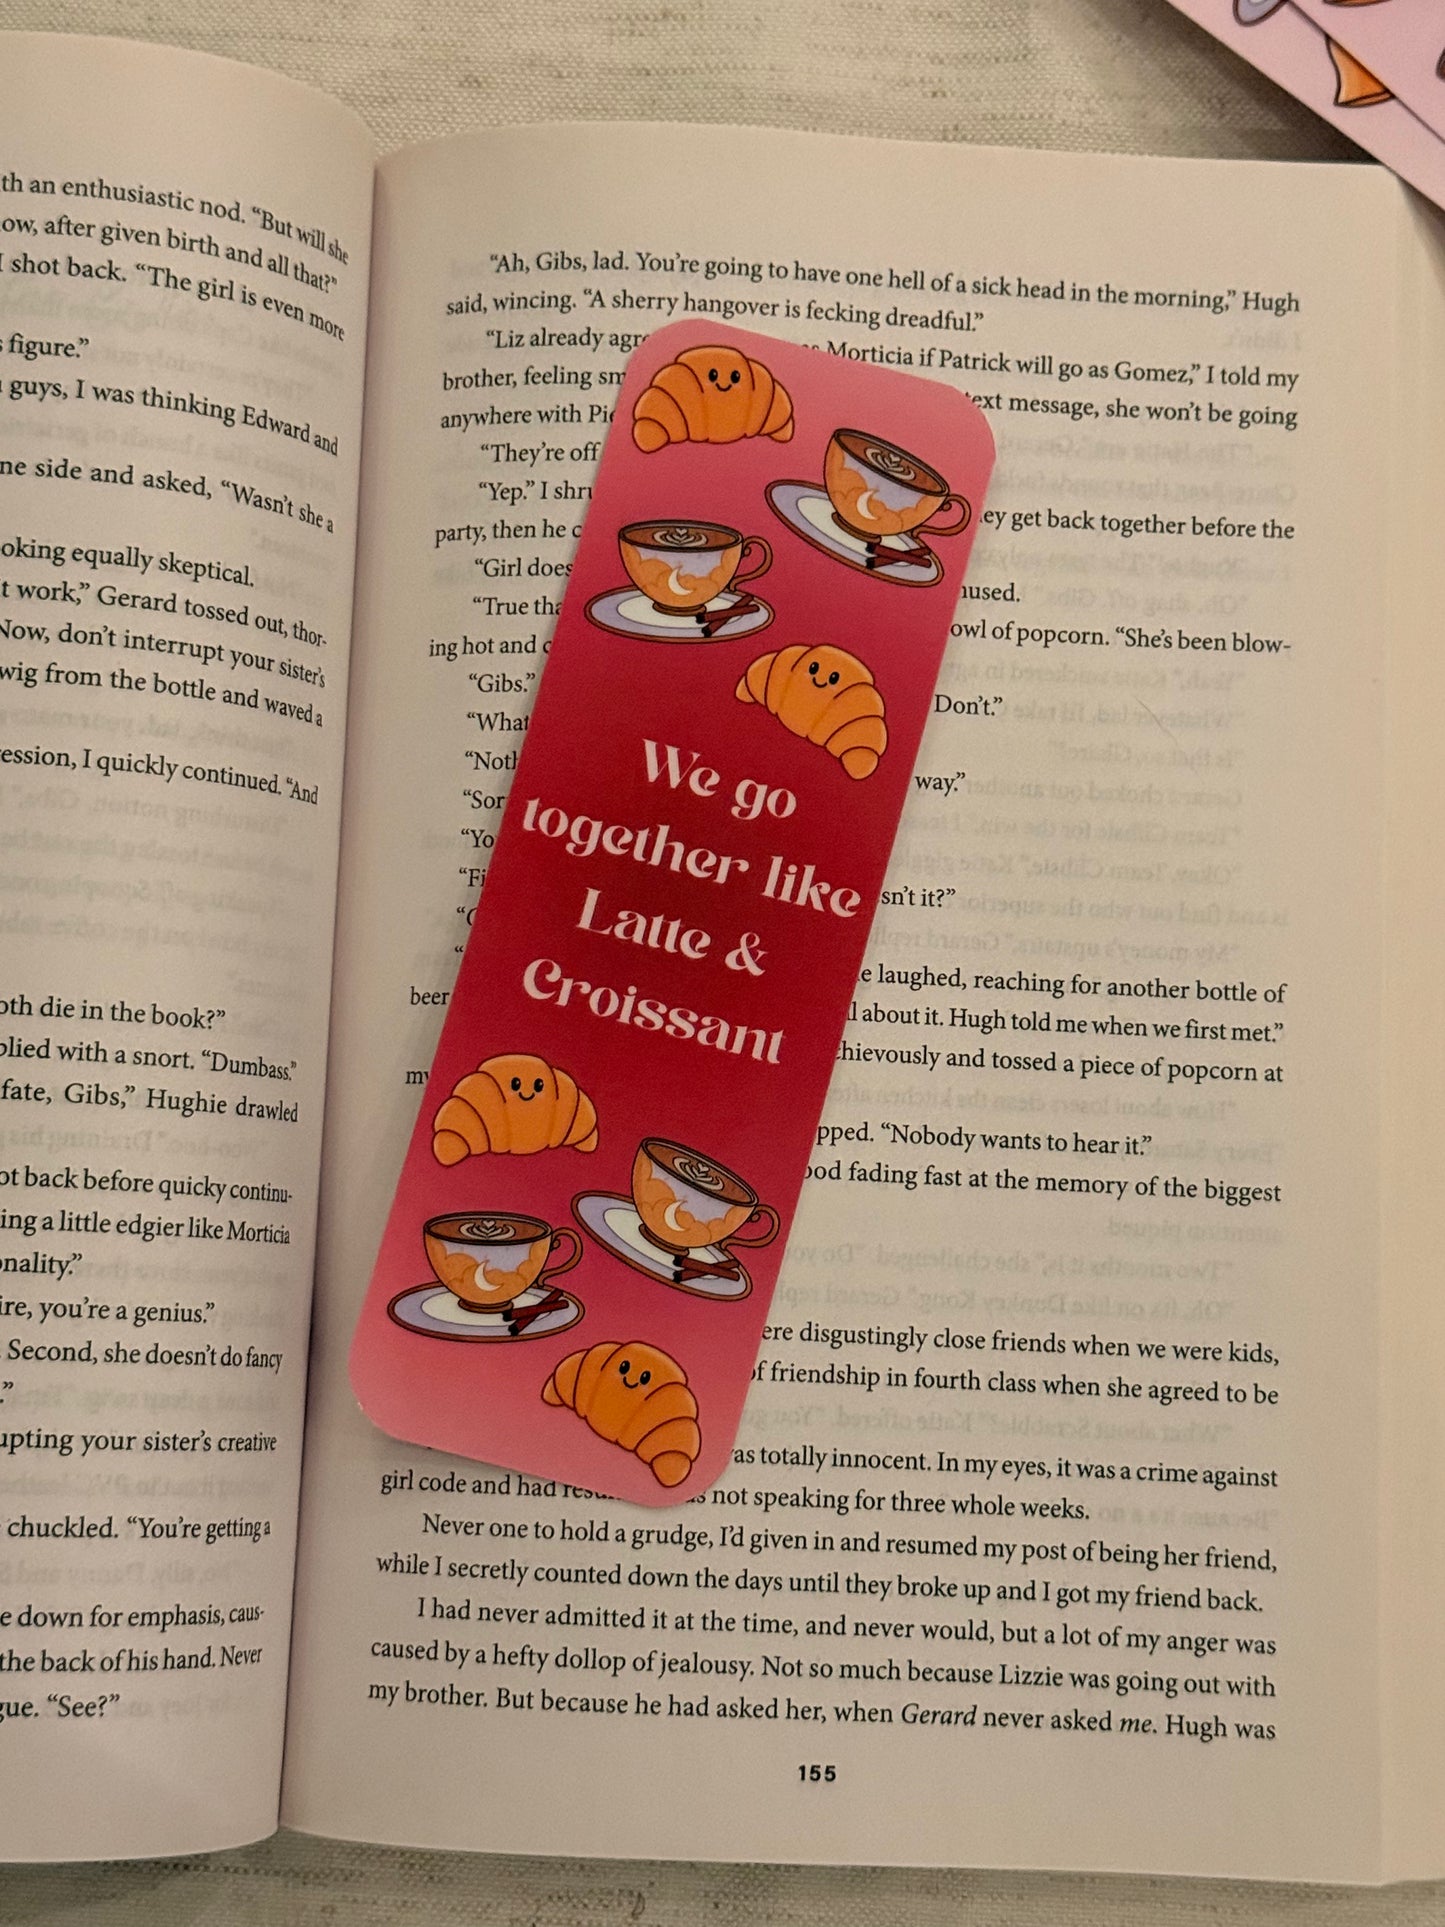 th an enthusiastic nod. “But will she
ow, after given birth and all that?”
I shot back. “The girl is even more
figure.”
guys, I was thinking Edward and
ne side and asked, “Wasn’t she a
oking equally skeptical.
t work,” Gerard tossed out, thor-
Now, don’t interrupt your sister’s
wig from the bottle and waved a
ession, I quickly continued. “And
oth die in the book?”
plied with a snort. “Dumbass.”
fate, Gibs,” Hughie drawled
ot back before quicky continu-
ing a little edgier like Morticia
nality.”
ire, you’re a genius.”
Second, she doesn’t do fancy
.”
upting your sister’s creative
chuckled. “You’re getting a
e down for emphasis, caus-
the back of his hand. Never
gue. “See?”
“Ah, Gibs, lad. You’re going to have one hell of a sick head in the morning,” Hugh
said, wincing. “A sherry hangover is fecking dreadful.”
“Liz already agr Morticia if Patrick will go as Gomez,” I told my
brother, feeling sm text message, she won’t be going
anywhere with Pi
“They’re off
“Yep.” I shru
party, then he c ey get back together before the
“Girl does
“True tha used.
ing hot and c owl of popcorn. “She’s been blow-
“Gibs.”
“What Don’t.”
“Noth
“Sor way.”
“Yo
“Fi sn’t it?”
“
e laughed, reaching for another bottle of
beer l about it. Hugh told me when we first met.”
chievously and tossed a piece of popcorn at
my
pped. “Nobody wants to hear it.”
ood fading fast at the memory of the biggest
ere disgustingly close friends when we were kids,
of friendship in fourth class when she agreed to be
as totally innocent. In my eyes, it was a crime against
girl code and had not speaking for three whole weeks.
Never one to hold a grudge, I’d given in and resumed my post of being her friend,
while I secretly counted down the days until they broke up and I got my friend back.
I had never admitted it at the time, and never would, but a lot of my anger was
caused by a hefty dollop of jealousy. Not so much because Lizzie was going out with
my brother. But because he had asked her, when Gerard never asked me. Hugh was
155
We go
together like
Latte &
Croissant